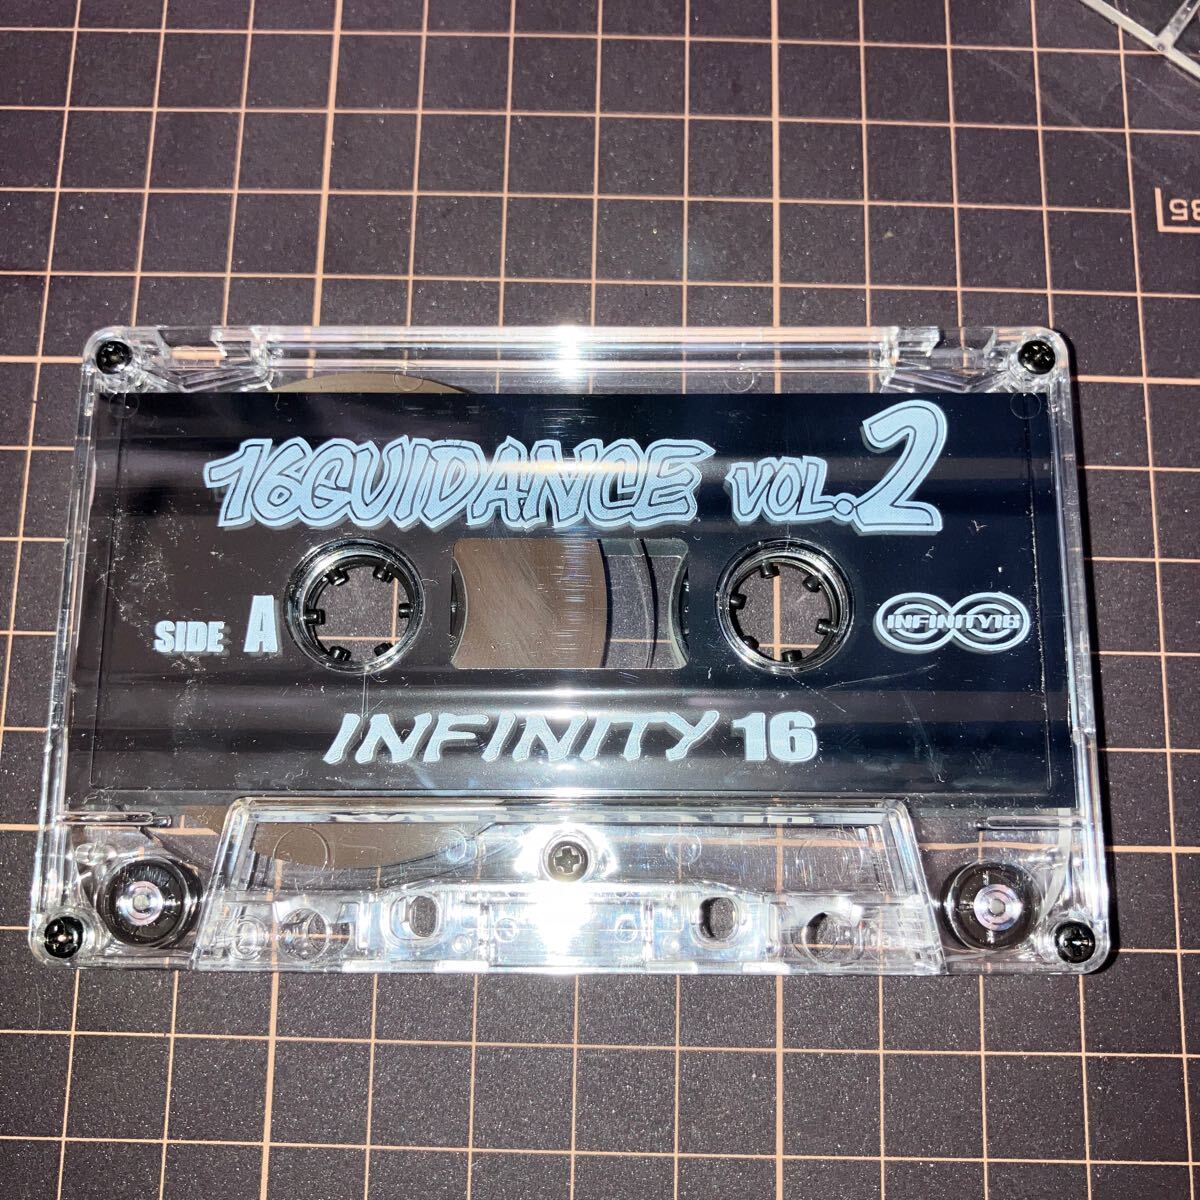 16GUIDANCE VOL.2
SIDE A
INFINITY16
INFINITY 16